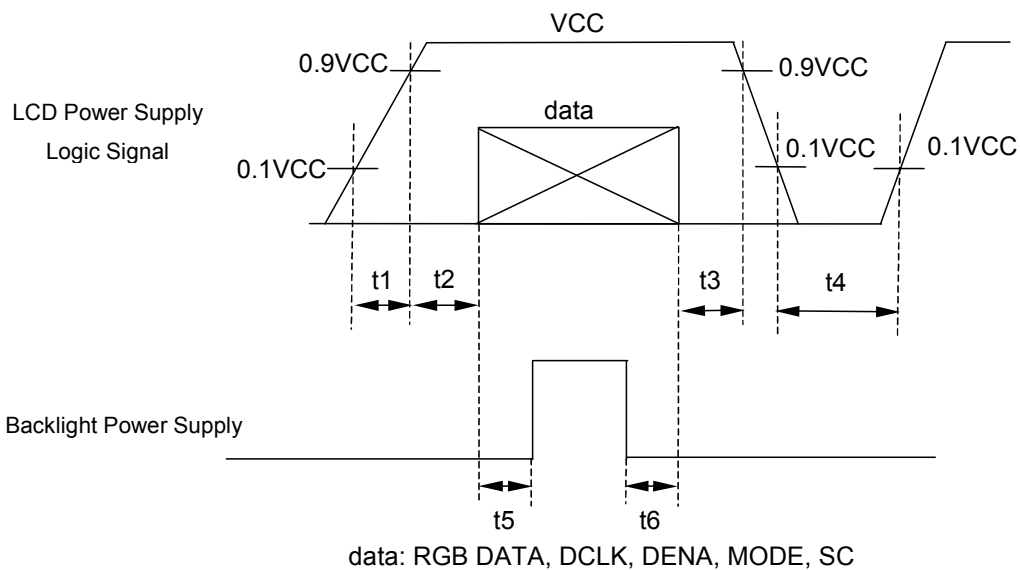 VCC
0.9VCC
0.9VCC
LCD Power Supply
Logic Signal
data
0.1VCC
0.1VCC
0.1VCC
t1
t2
t3
t4
Backlight Power Supply
t5
t6
data: RGB DATA, DCLK, DENA, MODE, SC